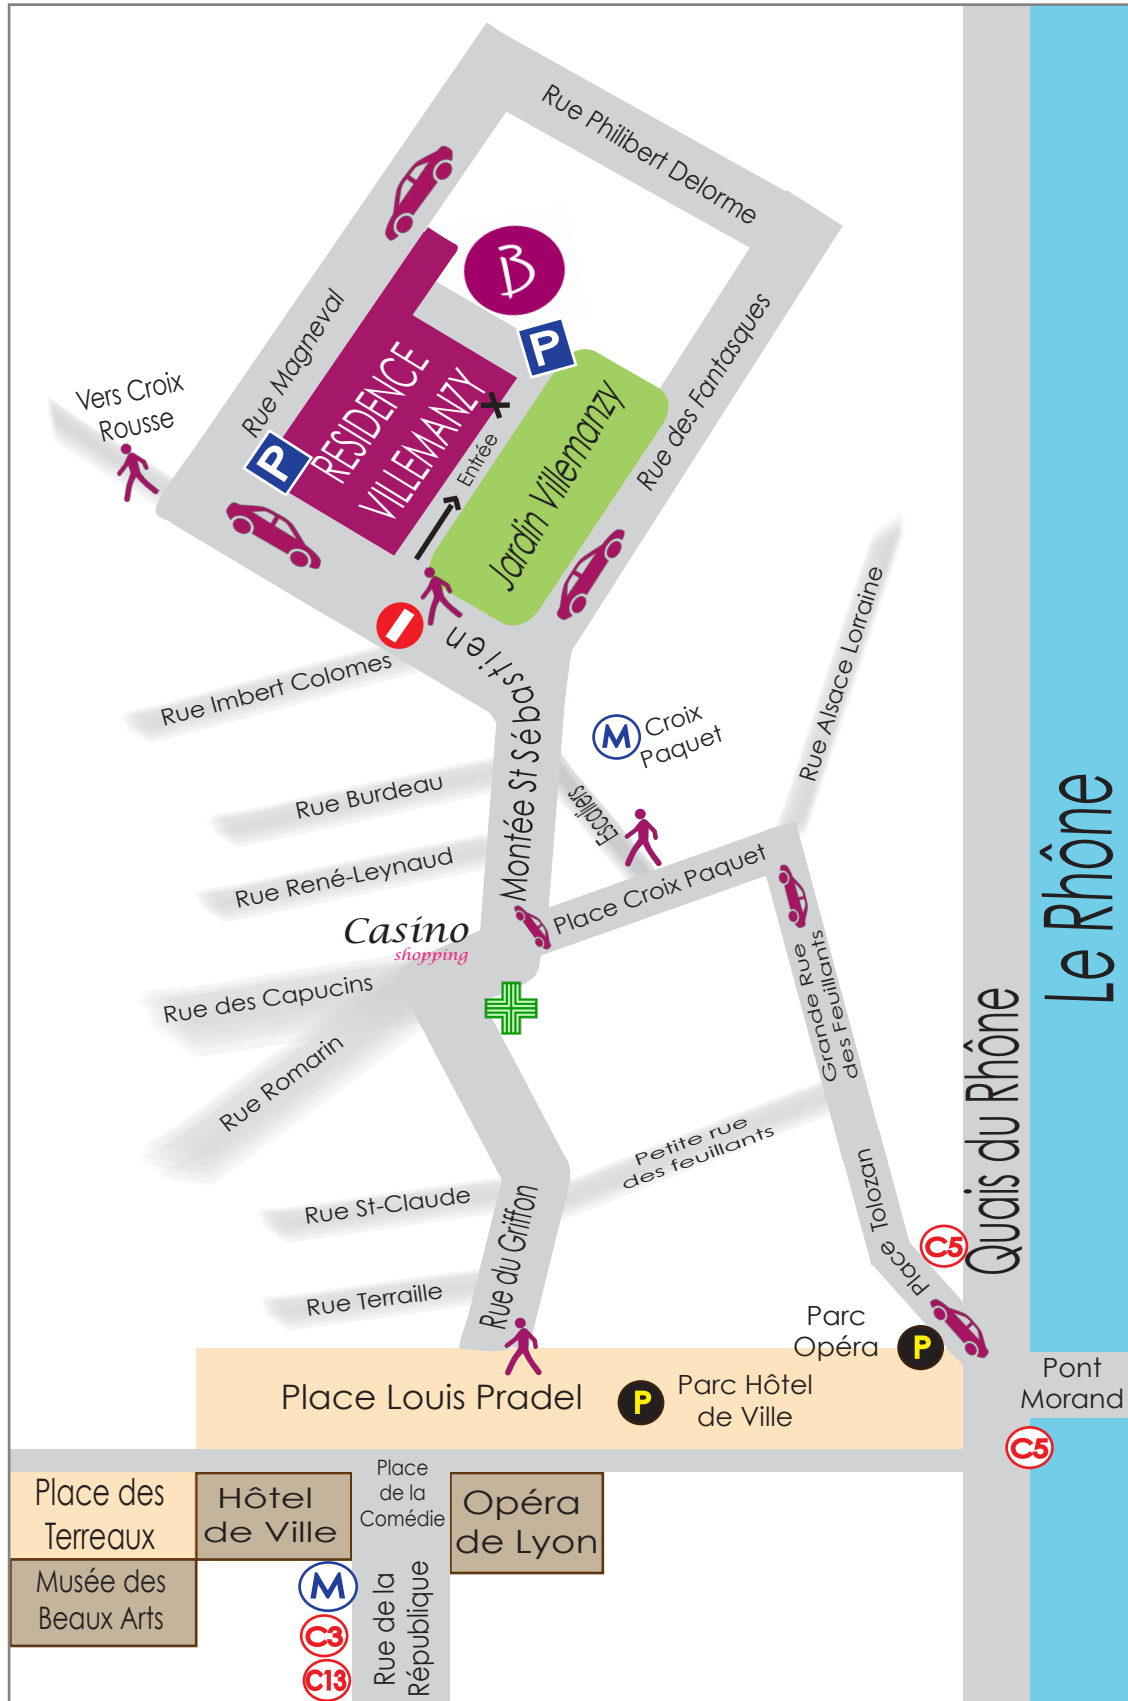 Rue Philibert Delorme
B
P
Rue Magneval
RESIDENCE
VILLEMANZY
Jardin Villemanzy
Rue des Fantasques
Vers Croix
Rousse
P
Entrée
Montée St Sébastien
Rue Imbert Colomes
Rue Alsace Lorraine
M
Croix
Paquet
Rue Burdeau
Escaliers
Rue René-Leynaud
Place Croix Paquet
Casino
shopping
Rue des Capucins
Rue Romarin
Grande Rue
des Feuillants
Le Rhône
Quais du Rhône
Petite rue
des feuillants
Rue St-Claude
Rue du Griffon
Place Tolozan
C5
Rue Terraille
Parc
Opéra
P
Place Louis Pradel
P
Parc Hôtel
de Ville
Pont
Morand
C5
Place des
Terreaux
Hôtel
de Ville
Place
de la
Comédie
Opéra
de Lyon
Musée des
Beaux Arts
M
C3
C13
Rue de la
République